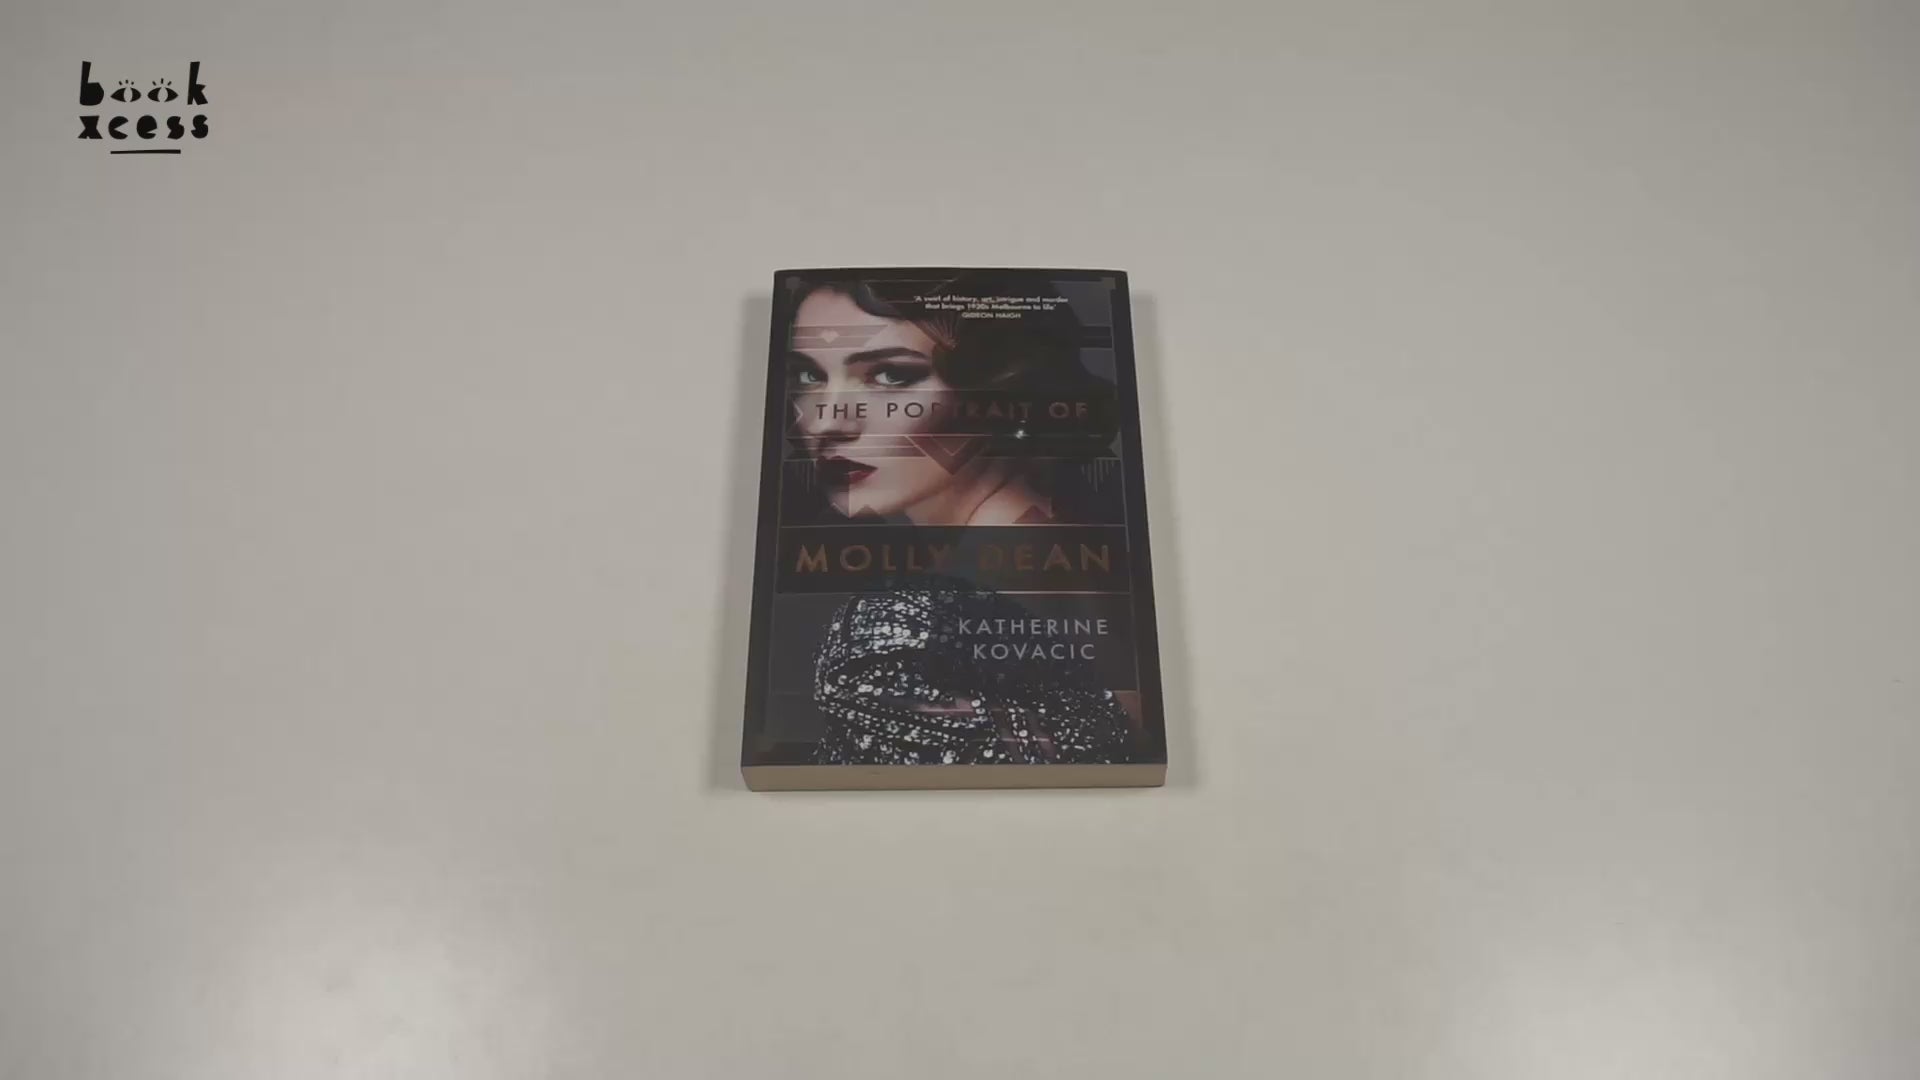 book
xcess
'A swirl of history, art, intrigue and murder
that brings 1920s Melbourne to life'
GIDEON HAIGH
THE PORTRAIT OF
MOLLY DEAN
KATHERINE
KOVACIC